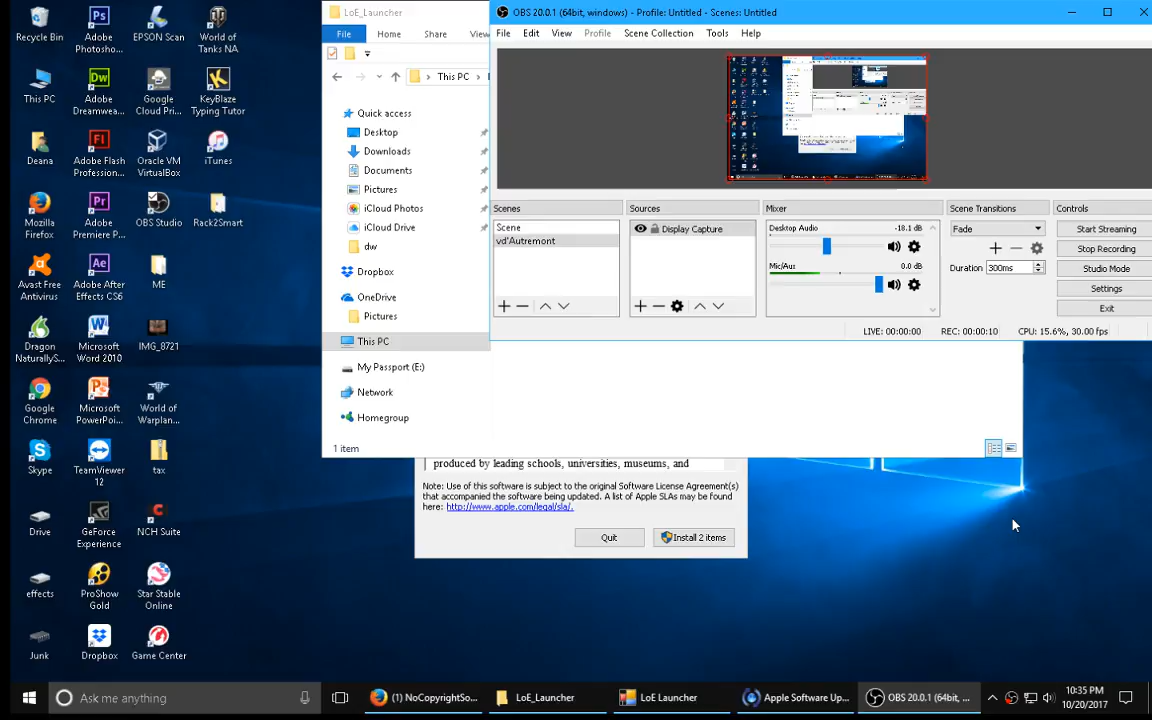 Recycle Bin
Adobe Photosho...
EPSON Scan
World of Tanks NA
This PC
Adobe Dreamwea...
Google Cloud Pri...
KeyBlaze Typing Tutor
Deana
Adobe Flash Profession...
Oracle VM VirtualBox
iTunes
Mozilla Firefox
Adobe Premiere P...
OBS Studio
Rack2Smart
Avast Free Antivirus
Adobe After Effects CS6
ME
Dragon NaturallyS...
Microsoft Word 2010
IMG_8721
Google Chrome
Microsoft PowerPoi...
World of Warplan...
Skype
TeamViewer 12
tax
Drive
GeForce Experience
NCH Suite
effects
ProShow Gold
Star Stable Online
Junk
Dropbox
Game Center
LoE_Launcher
File Home Share View
This PC
Quick access
Desktop
Downloads
Documents
Pictures
iCloud Photos
iCloud Drive
dw
Dropbox
OneDrive
Pictures
This PC
My Passport (E:)
Network
Homegroup
1 item
OBS 20.0.1 (64bit, windows) - Profile: Untitled - Scenes: Untitled
File Edit View Profile Scene Collection Tools Help
Scenes
Scene
vd'Autremont
Sources
Display Capture
Mixer
Desktop Audio -18.1 dB
Mic/Aux 0.0 dB
Scene Transitions
Fade
Duration 300ms
Controls
Start Streaming
Stop Recording
Studio Mode
Settings
Exit
LIVE: 00:00:00 REC: 00:00:10 CPU: 15.6%, 30.00 fps
produced by leading schools, universities, museums, and
Note: Use of this software is subject to the original Software License Agreement(s)
that accompanied the software being updated. A list of Apple SLAs may be found
here: http://www.apple.com/legal/sla/.
Quit Install 2 items
Ask me anything
(1) NoCopyrightSo...
LoE_Launcher
LoE Launcher
Apple Software Up...
OBS 20.0.1 (64bit, ...
10:35 PM
10/20/2017